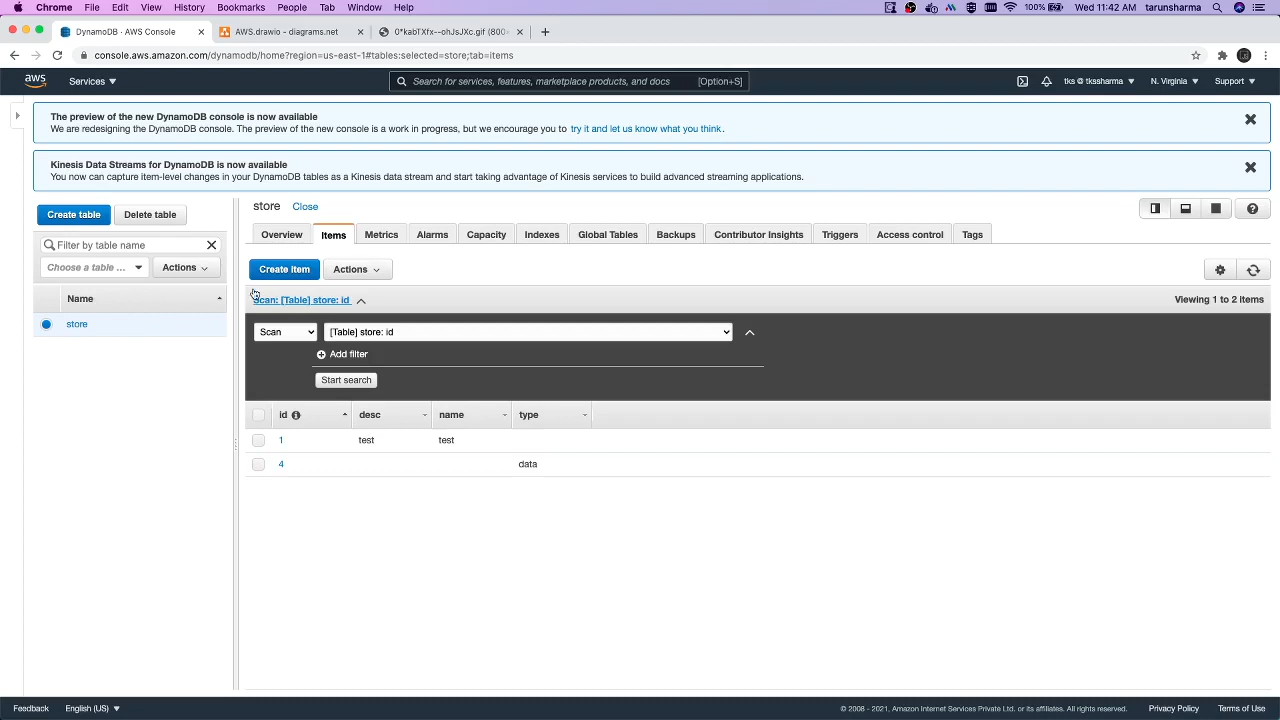 Chrome File Edit View History Bookmarks People Tab Window Help 100% Wed 11:42 AM tarunsharma
DynamoDB · AWS Console AWS.drawio - diagrams.net 0*kabTXfx--ohJsJXc.gif (800×
console.aws.amazon.com/dynamodb/home?region=us-east-1#tables:selected=store;tab=items
aws Services Search for services, features, marketplace products, and docs [Option+S] tks @ tkssharma N. Virginia Support
The preview of the new DynamoDB console is now available
We are redesigning the DynamoDB console. The preview of the new console is a work in progress, but we encourage you to try it and let us know what you think.
Kinesis Data Streams for DynamoDB is now available
You now can capture item-level changes in your DynamoDB tables as a Kinesis data stream and start taking advantage of Kinesis services to build advanced streaming applications.
Create table Delete table
Filter by table name
Choose a table ... Actions
Name
store
store Close
Overview Items Metrics Alarms Capacity Indexes Global Tables Backups Contributor Insights Triggers Access control Tags
Create item Actions
Scan: [Table] store: id Viewing 1 to 2 items
Scan [Table] store: id
Add filter
Start search
id desc name type
1 test test
4 data
Feedback English (US) © 2008 - 2021, Amazon Internet Services Private Ltd. or its affiliates. All rights reserved. Privacy Policy Terms of Use